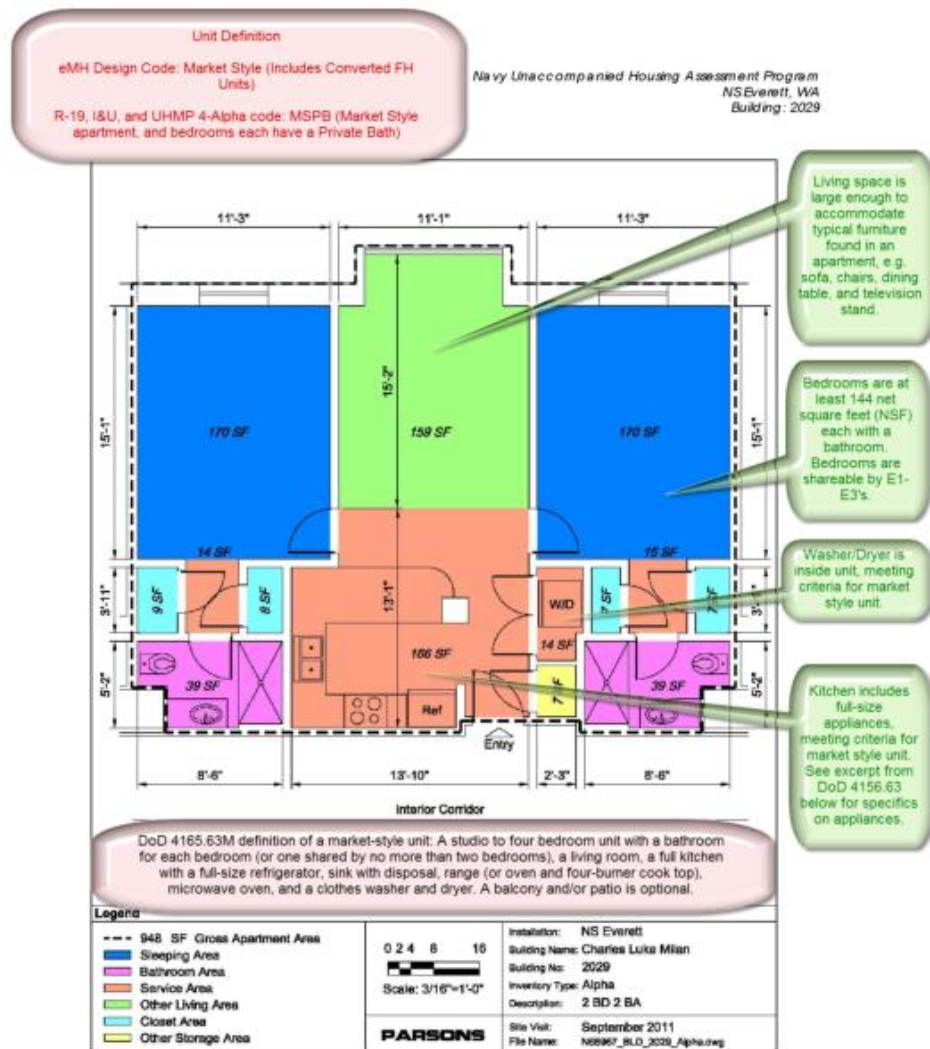 Unit Definition
eMH Design Code: Market Style (Includes Converted FH
Units)
R-19, I&U, and UHMP 4-Alpha code: MSPB (Market Style
apartment, and bedrooms each have a Private Bath)
Navy Unaccompanied Housing Assessment Program
NSEverett, WA
Building: 2029
Living space is
large enough to
accommodate
typical furniture
found in an
apartment, e.g.
sofa, chairs, dining
table, and television
stand.
11'-3"
11'-1"
11'-3"
15'-1"
15'-2"
15'-1"
170 SF
159 SF
170 SF
Bedrooms are at
least 144 net
square feet (NSF)
each with a
bathroom.
Bedrooms are
shareable by E1-
E3's.
14 SF
15 SF
Washer/Dryer is
inside unit, meeting
criteria for market
style unit.
3'-11"
9 SF
8 SF
13'-1"
W/D
7 SF
7 SF
14 SF
5'-2"
39 SF
166 SF
7 SF
39 SF
5'-2"
Ref
Entry
Kitchen includes
full-size
appliances,
meeting criteria for
market style unit.
See excerpt from
DoD 4156.63
below for specifics
on appliances.
8'-6"
13'-10"
2'-3"
8'-6"
Interior Corridor
DoD 4165.63M definition of a market-style unit: A studio to four bedroom unit with a bathroom
for each bedroom (or one shared by no more than two bedrooms), a living room, a full kitchen
with a full-size refrigerator, sink with disposal, range (or oven and four-burner cook top),
microwave oven, and a clothes washer and dryer. A balcony and/or patio is optional.
Legend
948 SF Gross Apartment Area
Sleeping Area
Bathroom Area
Service Area
Other Living Area
Closet Area
Other Storage Area
0 2 4 8 16
Scale: 3/16"=1'-0"
PARSONS
Installation: NS Everett
Building Name: Charles Luke Milan
Building No: 2029
Inventory Type: Alpha
Description: 2 BD 2 BA
Site Visit: September 2011
File Name: N68967_BLD_2029_Alpha.dwg